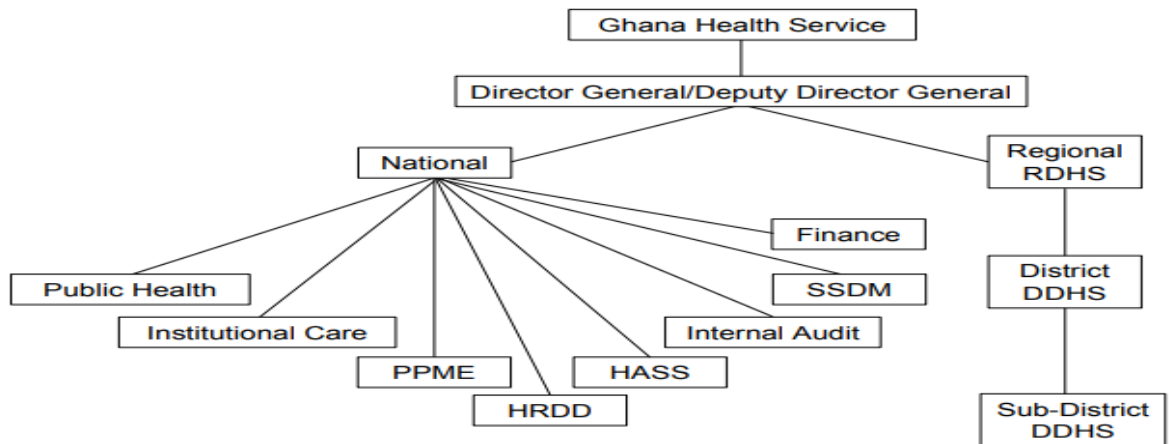 Ghana Health Service
Director General/Deputy Director General
National
Regional
RDHS
Finance
Public Health
SSDM
District
DDHS
Institutional Care
Internal Audit
PPME
HASS
HRDD
Sub-District
DDHS